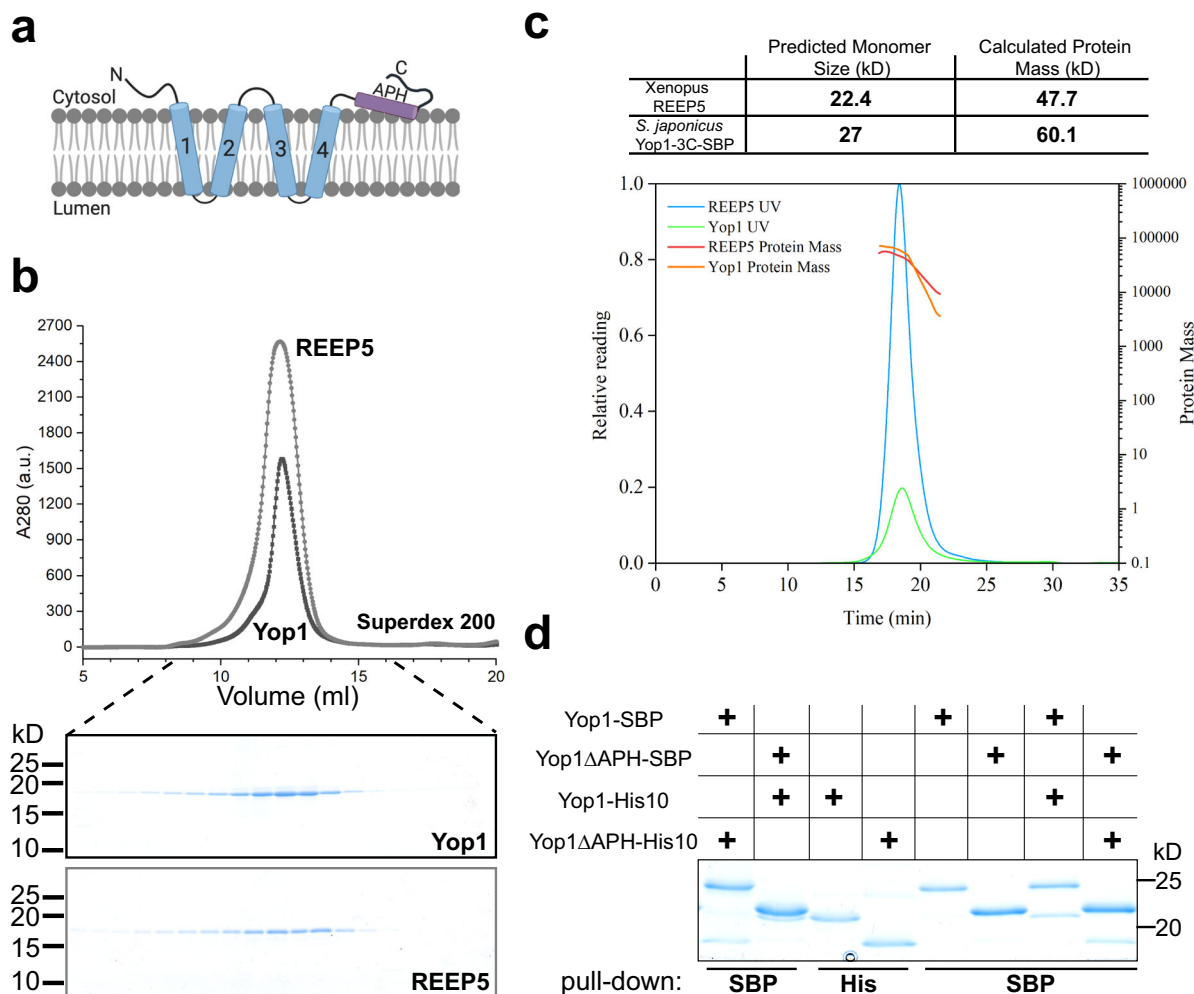 a
N
C
APH
Cytosol
1 2 3 4
Lumen
b
2700
2400
2100
1800
1500
1200
900
600
300
0
A280 (a.u.)
REEP5
Yop1
Superdex 200
5 10 15 20
Volume (ml)
kD
25
20
15
10
Yop1
25
20
15
10
REEP5
c
Predicted Monomer Size (kD)
Calculated Protein Mass (kD)
Xenopus REEP5 22.4 47.7
S. japonicus Yop1-3C-SBP 27 60.1
1.0
0.8
0.6
0.4
0.2
0.0
Relative reading
REEP5 UV
Yop1 UV
REEP5 Protein Mass
Yop1 Protein Mass
1000000
100000
10000
1000
100
10
1
0.1
Protein Mass
0 5 10 15 20 25 30 35
Time (min)
d
Yop1-SBP + + +
Yop1ΔAPH-SBP + + +
Yop1-His10 + + +
Yop1ΔAPH-His10 + + +
kD
25
20
pull-down: SBP His SBP